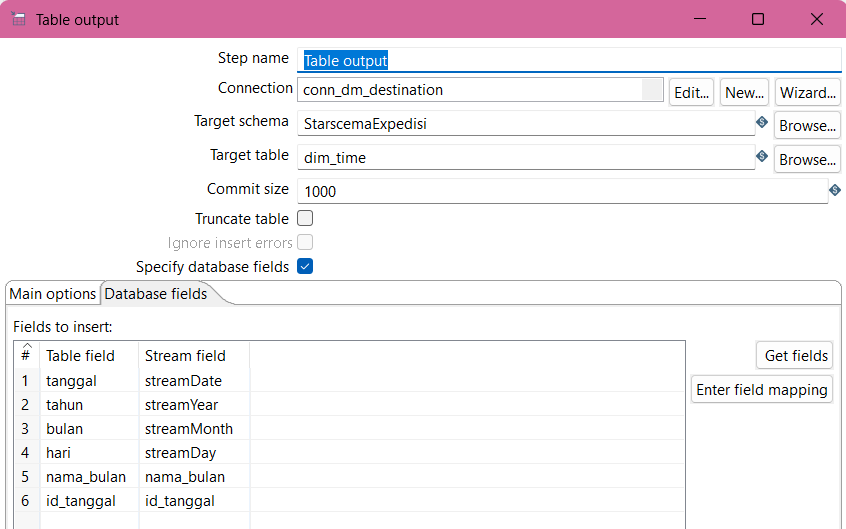 Table output
Step name Table output
Connection conn_dm_destination Edit... New... Wizard...
Target schema StarscemaExpedisi Browse...
Target table dim_time Browse...
Commit size 1000
Truncate table
Ignore insert errors
Specify database fields
Main options Database fields
Fields to insert:
# Table field Stream field
Get fields
1 tanggal streamDate
Enter field mapping
2 tahun streamYear
3 bulan streamMonth
4 hari streamDay
5 nama_bulan nama_bulan
6 id_tanggal id_tanggal